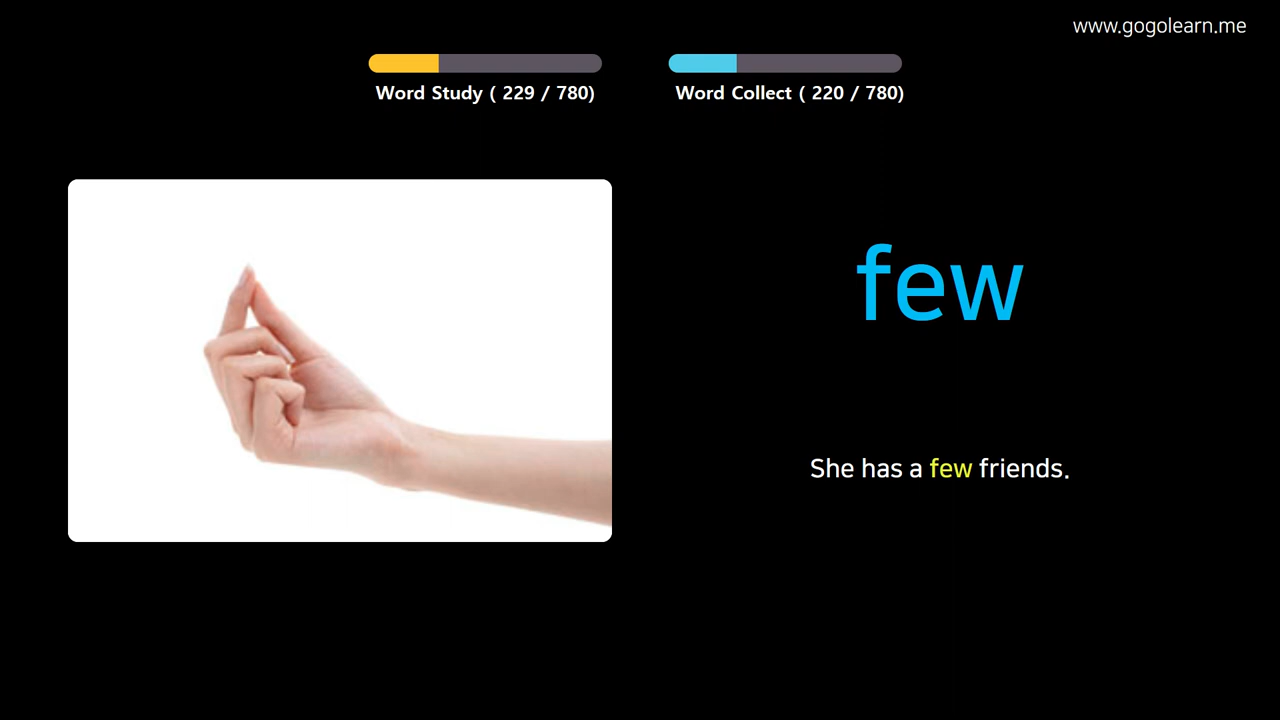 www.gogolearn.me
Word Study ( 229 / 780)
Word Collect ( 220 / 780)
few
She has a few friends.